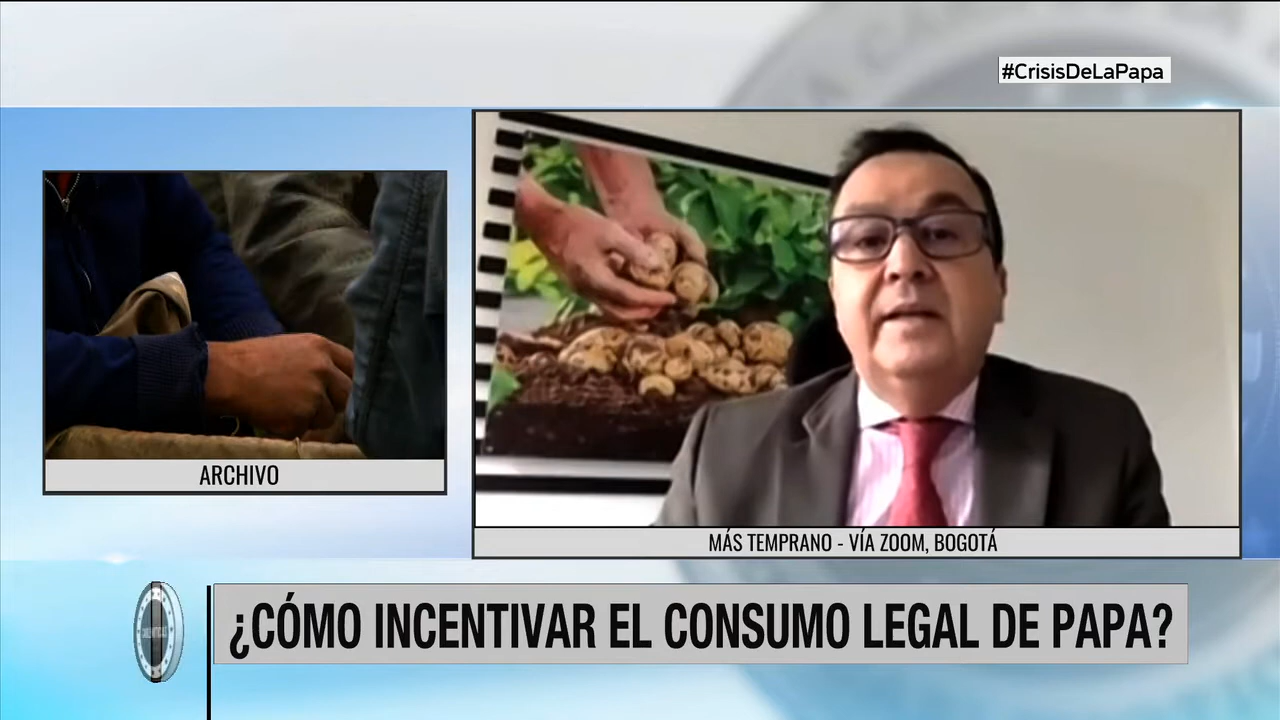 #CrisisDeLaPapa
ARCHIVO
MÁS TEMPRANO - VÍA ZOOM, BOGOTÁ
¿CÓMO INCENTIVAR EL CONSUMO LEGAL DE PAPA?